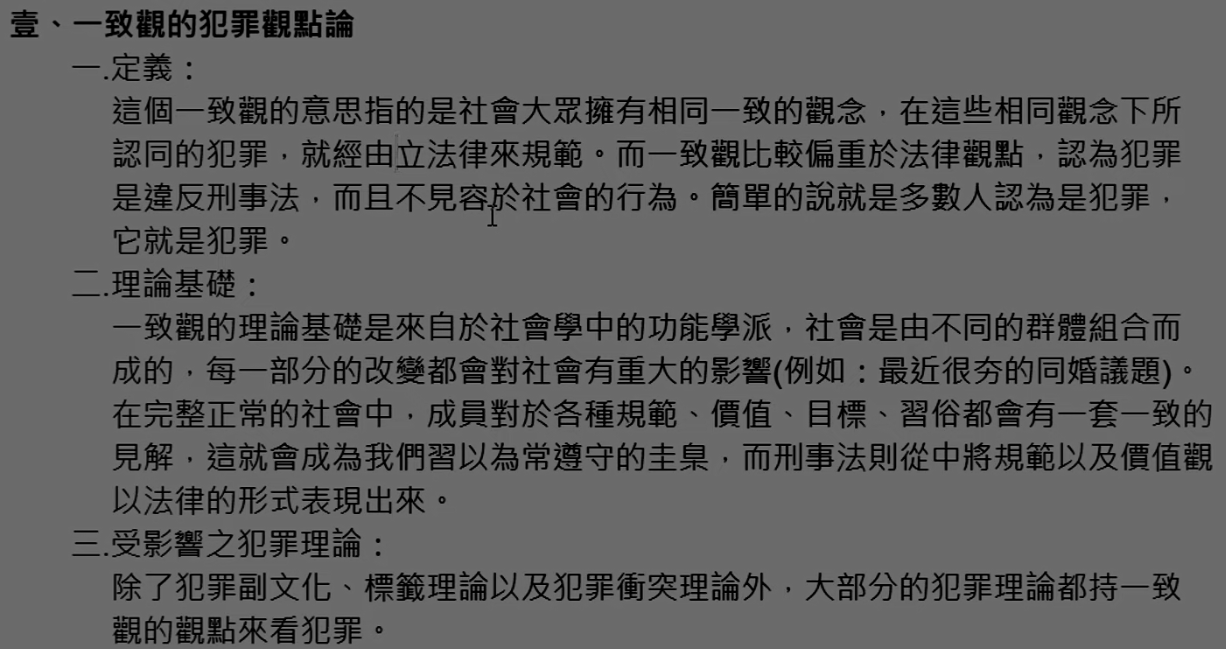 壹、一致觀的犯罪觀點論
一.定義：
這個一致觀的意思指的是社會大眾擁有相同一致的觀念，在這些相同觀念下所
認同的犯罪，就經由立法律來規範。而一致觀比較偏重於法律觀點，認為犯罪
是違反刑事法，而且不見容於社會的行為。簡單的說就是多數人認為是犯罪，
它就是犯罪。
二.理論基礎：
一致觀的理論基礎是來自於社會學中的功能學派，社會是由不同的群體組合而
成的，每一部分的改變都會對社會有重大的影響(例如：最近很夯的同婚議題)。
在完整正常的社會中，成員對於各種規範、價值、目標、習俗都會有一套一致的
見解，這就會成為我們習以為常遵守的圭臬，而刑事法則從中將規範以及價值觀
以法律的形式表現出來。
三.受影響之犯罪理論：
除了犯罪副文化、標籤理論以及犯罪衝突理論外，大部分的犯罪理論都持一致
觀的觀點來看犯罪。